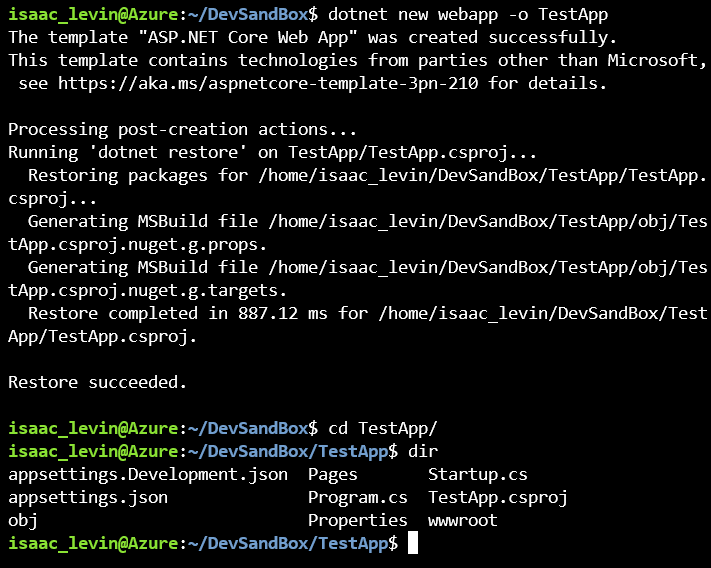 isaac_levin@Azure:~/DevSandBox$ dotnet new webapp -o TestApp
The template "ASP.NET Core Web App" was created successfully.
This template contains technologies from parties other than Microsoft,
 see https://aka.ms/aspnetcore-template-3pn-210 for details.

Processing post-creation actions...
Running 'dotnet restore' on TestApp/TestApp.csproj...
  Restoring packages for /home/isaac_levin/DevSandBox/TestApp/TestApp.
csproj...
  Generating MSBuild file /home/isaac_levin/DevSandBox/TestApp/obj/Tes
tApp.csproj.nuget.g.props.
  Generating MSBuild file /home/isaac_levin/DevSandBox/TestApp/obj/Tes
tApp.csproj.nuget.g.targets.
  Restore completed in 887.12 ms for /home/isaac_levin/DevSandBox/Test
App/TestApp.csproj.

Restore succeeded.

isaac_levin@Azure:~/DevSandBox$ cd TestApp/
isaac_levin@Azure:~/DevSandBox/TestApp$ dir
appsettings.Development.json  Pages       Startup.cs
appsettings.json              Program.cs  TestApp.csproj
obj                           Properties  wwwroot
isaac_levin@Azure:~/DevSandBox/TestApp$